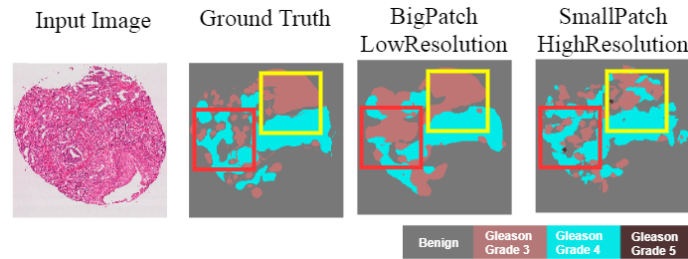 Input Image
Ground Truth
BigPatch
LowResolution
SmallPatch
HighResolution
Benign
Gleason
Grade 3
Gleason
Grade 4
Gleason
Grade 5